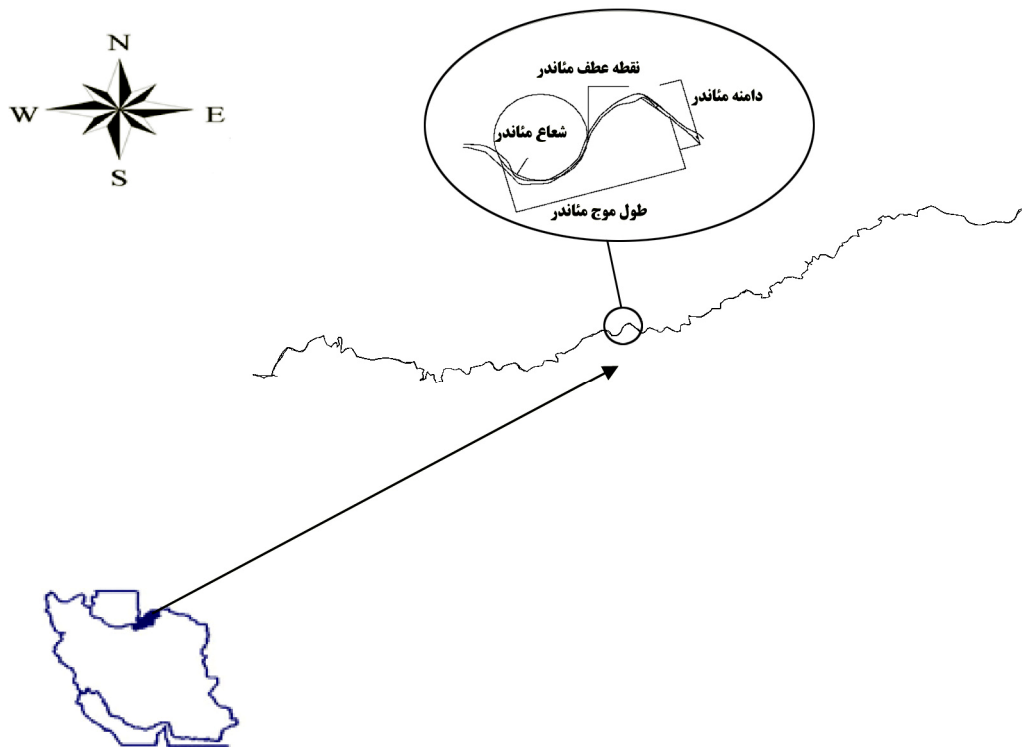 N
W
E
S
نقطه عطف مئاندر
دامنه مئاندر
شعاع مئاندر
طول موج مئاندر